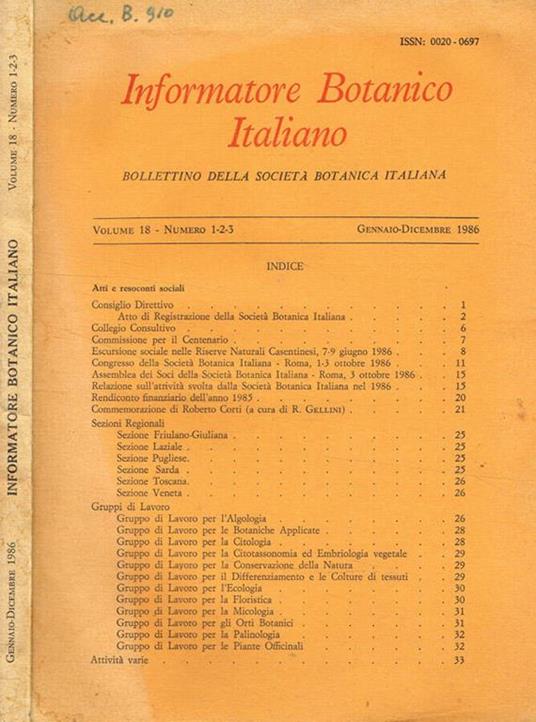 Acc. B. 910
ISSN: 0020-0697
Informatore Botanico
Italiano
BOLLETTINO DELLA SOCIETÀ BOTANICA ITALIANA
VOLUME 18 - NUMERO 1-2-3 GENNAIO-DICEMBRE 1986
INDICE
Atti e resoconti sociali
Consiglio Direttivo . . . 1
Atto di Registrazione della Società Botanica Italiana . . . 2
Collegio Consultivo . . . 6
Commissione per il Centenario . . . 7
Escursione sociale nelle Riserve Naturali Casentinesi, 7-9 giugno 1986 . . . 8
Congresso della Società Botanica Italiana - Roma, 1-3 ottobre 1986 . . . 11
Assemblea dei Soci della Società Botanica Italiana - Roma, 3 ottobre 1986 . . . 15
Relazione sull'attività svolta dalla Società Botanica Italiana nel 1986 . . . 15
Rendiconto finanziario dell'anno 1985 . . . 20
Commemorazione di Roberto Corti (a cura di R. GELLINI) . . . 21
Sezioni Regionali
Sezione Friulano-Giuliana . . . 25
Sezione Laziale . . . 25
Sezione Pugliese . . . 25
Sezione Sarda . . . 25
Sezione Toscana . . . 26
Sezione Veneta . . . 26
Gruppi di Lavoro
Gruppo di Lavoro per l'Algologia . . . 26
Gruppo di Lavoro per le Botaniche Applicate . . . 28
Gruppo di Lavoro per la Citologia . . . 28
Gruppo di Lavoro per la Citotassonomia ed Embriologia vegetale . . . 29
Gruppo di Lavoro per la Conservazione della Natura . . . 29
Gruppo di Lavoro per il Differenziamento e le Colture di tessuti . . . 29
Gruppo di Lavoro per l'Ecologia . . . 30
Gruppo di Lavoro per la Floristica . . . 30
Gruppo di Lavoro per la Micologia . . . 31
Gruppo di Lavoro per gli Orti Botanici . . . 31
Gruppo di Lavoro per la Palinologia . . . 32
Gruppo di Lavoro per le Piante Officinali . . . 32
Attività varie . . . 33
GENNAIO-DICEMBRE 1986 INFORMATORE BOTANICO ITALIANO VOLUME 18 - NUMERO 1-2-3